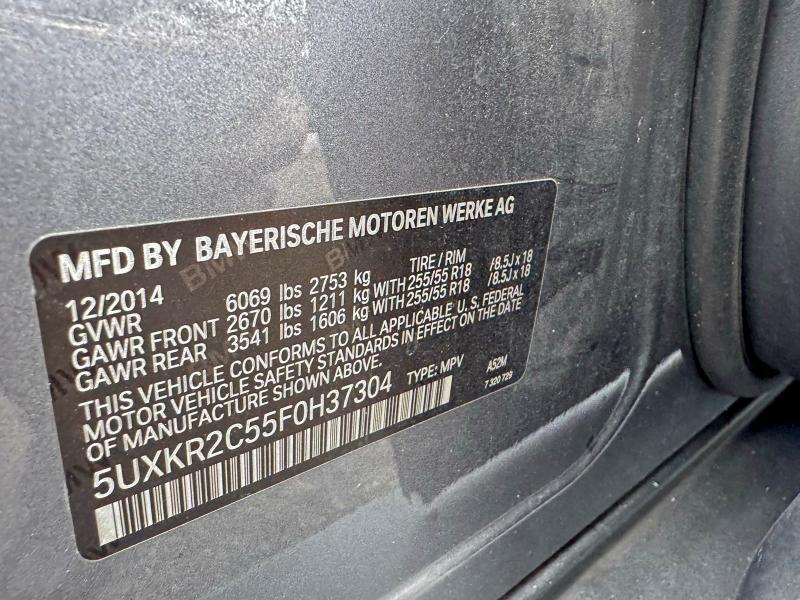 MFD BY BAYERISCHE MOTOREN WERKE AG
12/2014 TIRE / RIM
GVWR 6069 lbs 2753 kg
GAWR FRONT 2670 lbs 1211 kg WITH 255/55 R18 /8.5J x 18
GAWR REAR 3541 lbs 1606 kg WITH 255/55 R18 /8.5J x 18
THIS VEHICLE CONFORMS TO ALL APPLICABLE U.S. FEDERAL
MOTOR VEHICLE SAFETY STANDARDS IN EFFECT ON THE DATE
OF MANUFACTURE SHOWN ABOVE.
5UXKR2C55F0H37304 TYPE: MPV A52M
7 320 729